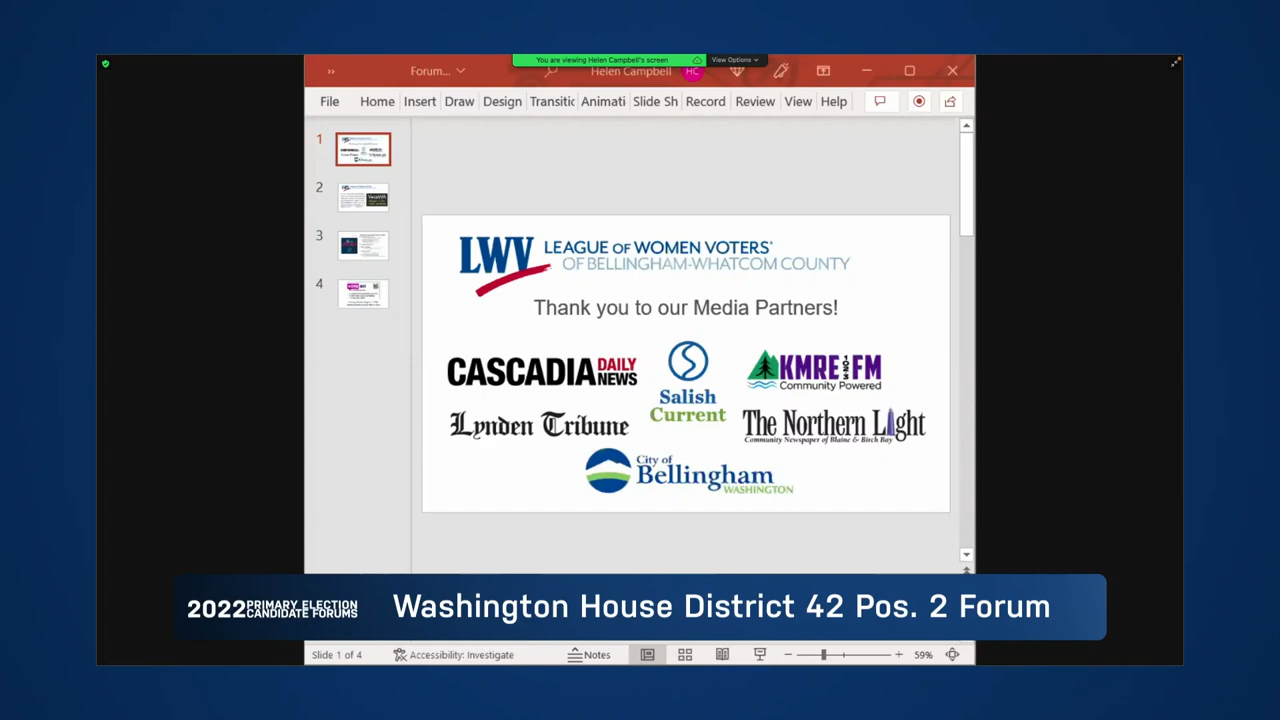 You are viewing Helen Campbell's screen
View Options
Forum...
Helen Campbell
HC
File Home Insert Draw Design Transitic Animati Slide Sh Record Review View Help
1
2
3
4
LWV LEAGUE OF WOMEN VOTERS®
OF BELLINGHAM-WHATCOM COUNTY
Thank you to our Media Partners!
CASCADIA DAILY NEWS
Salish
Current
KMRE 102.3 FM
Community Powered
Lynden Tribune
The Northern Light
Community Newspaper of Blaine & Birch Bay
City of
Bellingham
WASHINGTON
2022 PRIMARY ELECTION
CANDIDATE FORUMS
Washington House District 42 Pos. 2 Forum
Slide 1 of 4
Accessibility: Investigate
Notes
59%